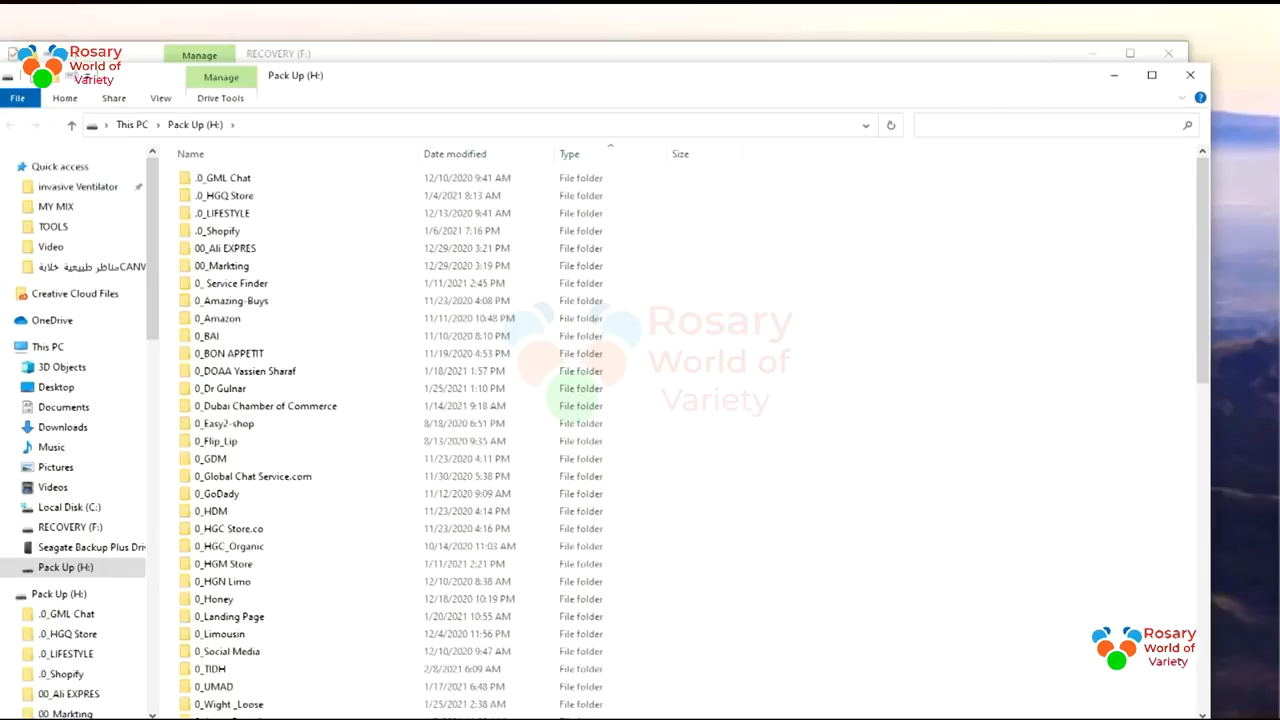 Rosary
World of
Variety
Manage
RECOVERY (F:)
Manage
Pack Up (H:)
File
Home
Share
View
Drive Tools
This PC
Pack Up (H:)
Name
Date modified
Type
Size
Quick access
invasive Ventilator
MY MIX
TOOLS
Video
مناظر طبيعية خلابةCANV
Creative Cloud Files
OneDrive
This PC
3D Objects
Desktop
Documents
Downloads
Music
Pictures
Videos
Local Disk (C:)
RECOVERY (F:)
Seagate Backup Plus Driv
Pack Up (H:)
Pack Up (H:)
.0_GML Chat
.0_HGQ Store
.0_LIFESTYLE
.0_Shopify
00_Ali EXPRES
00_Markting
.0_GML Chat 12/10/2020 9:41 AM File folder
.0_HGQ Store 1/4/2021 8:13 AM File folder
.0_LIFESTYLE 12/13/2020 9:41 AM File folder
.0_Shopify 1/6/2021 7:16 PM File folder
00_Ali EXPRES 12/29/2020 3:21 PM File folder
00_Markting 12/29/2020 3:19 PM File folder
0_ Service Finder 1/11/2021 2:45 PM File folder
0_Amazing-Buys 11/23/2020 4:08 PM File folder
0_Amazon 11/11/2020 10:48 PM File folder
0_BAI 11/10/2020 8:10 PM File folder
0_BON APPETIT 11/19/2020 4:53 PM File folder
0_DOAA Yassien Sharaf 1/18/2021 1:57 PM File folder
0_Dr Gulnar 1/25/2021 1:10 PM File folder
0_Dubai Chamber of Commerce 1/14/2021 9:18 AM File folder
0_Easy2-shop 8/18/2020 6:51 PM File folder
0_Flip_Lip 8/13/2020 9:35 AM File folder
0_GDM 11/23/2020 4:11 PM File folder
0_Global Chat Service.com 11/30/2020 5:38 PM File folder
0_GoDady 11/12/2020 9:09 AM File folder
0_HDM 11/23/2020 4:14 PM File folder
0_HGC Store.co 11/23/2020 4:16 PM File folder
0_HGC_Organic 10/14/2020 11:03 AM File folder
0_HGM Store 1/11/2021 2:21 PM File folder
0_HGN Limo 12/10/2020 8:38 AM File folder
0_Honey 12/18/2020 10:19 PM File folder
0_Landing Page 1/20/2021 10:55 AM File folder
0_Limousin 12/4/2020 11:56 PM File folder
0_Social Media 12/10/2020 9:47 AM File folder
0_TIDH 2/8/2021 6:09 AM File folder
0_UMAD 1/17/2021 6:48 PM File folder
0_Wight _Loose 1/25/2021 2:38 AM File folder
Rosary
World of
Variety
Rosary
World of
Variety